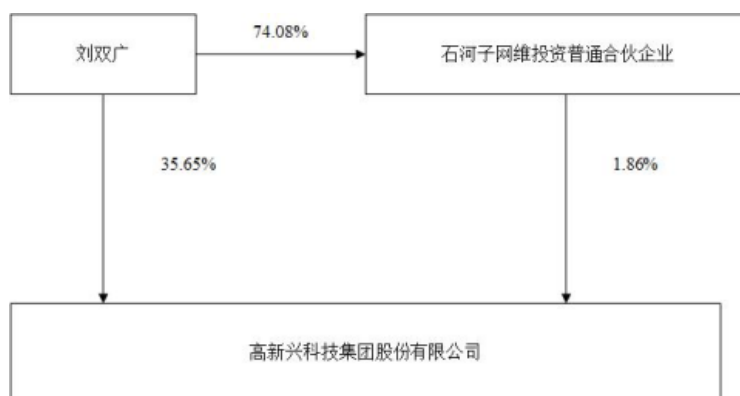 74.08%
刘双广
石河子网维投资普通合伙企业
35.65%
1.86%
高新兴科技集团股份有限公司